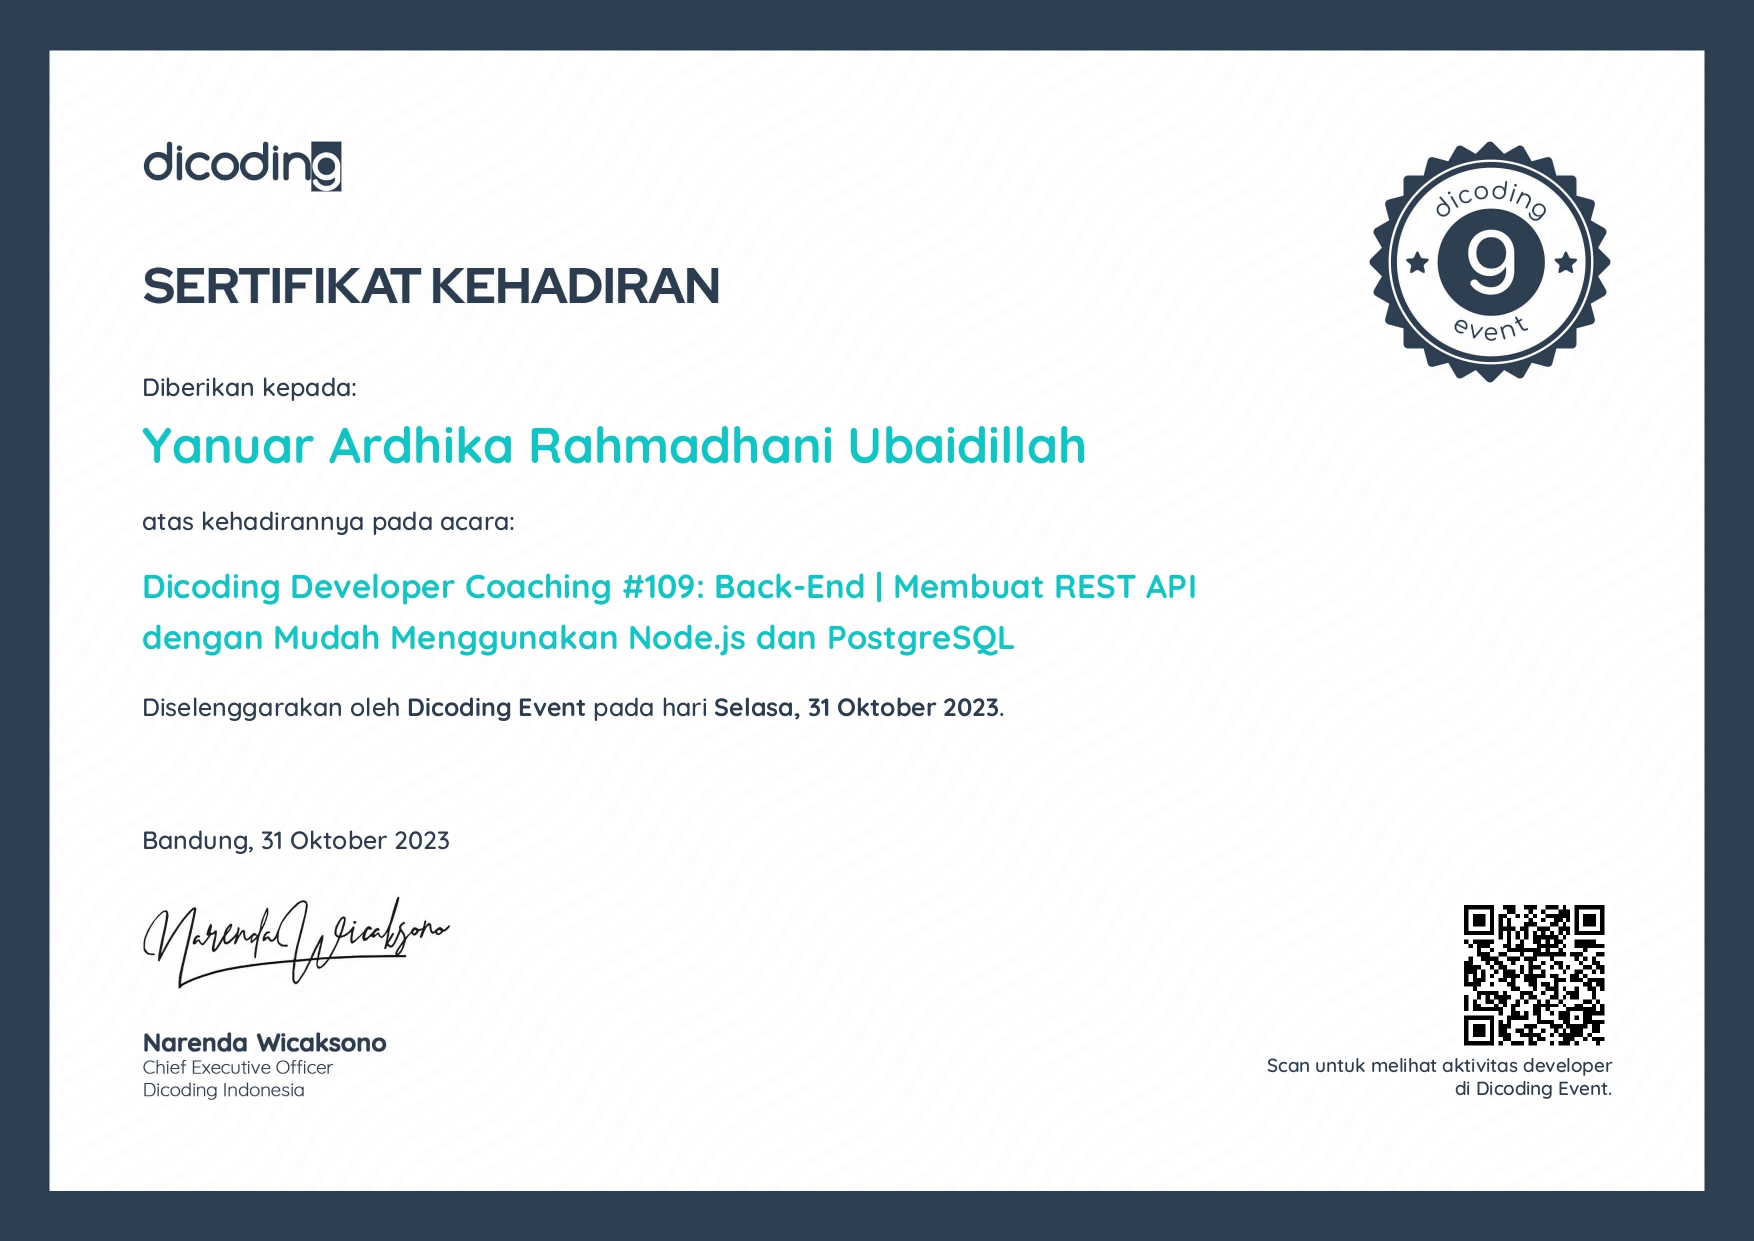 dicoding
dicoding
g
event
SERTIFIKAT KEHADIRAN
Diberikan kepada:
Yanuar Ardhika Rahmadhani Ubaidillah
atas kehadirannya pada acara:
Dicoding Developer Coaching #109: Back-End | Membuat REST API
dengan Mudah Menggunakan Node.js dan PostgreSQL
Diselenggarakan oleh Dicoding Event pada hari Selasa, 31 Oktober 2023.
Bandung, 31 Oktober 2023
Narenda Wicaksono
Narenda Wicaksono
Chief Executive Officer
Dicoding Indonesia
Scan untuk melihat aktivitas developer
di Dicoding Event.